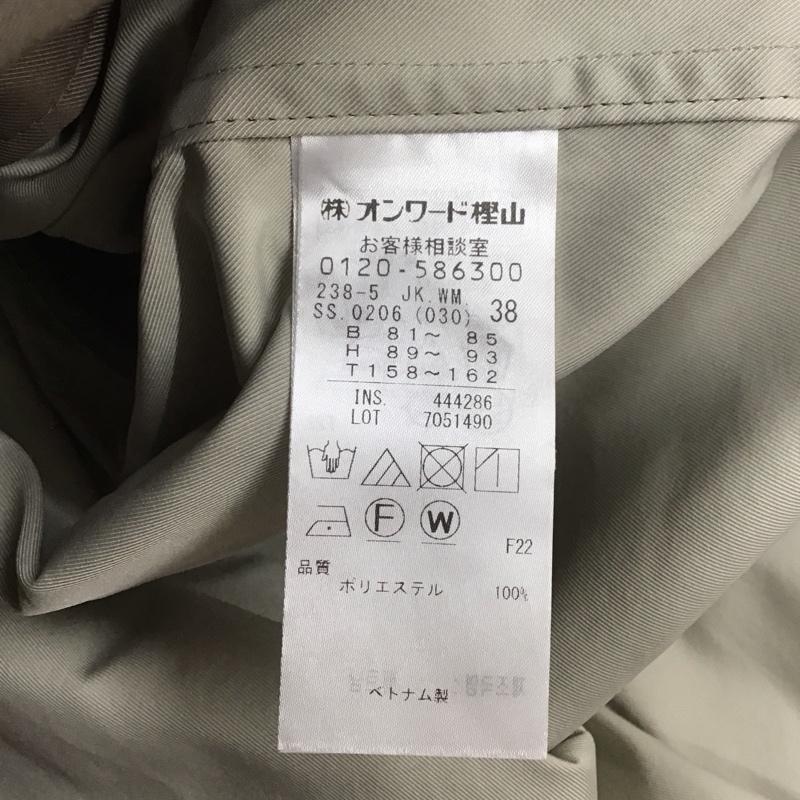 ㈱オンワード樫山
お客様相談室
0120-586300
238-5 JK.WM.
SS.0206 (030) 38
B 81～ 85
H 89～ 93
T158～162
INS. 444286
LOT 7051490
F W
F22
品質
ポリエステル 100%
ベトナム製